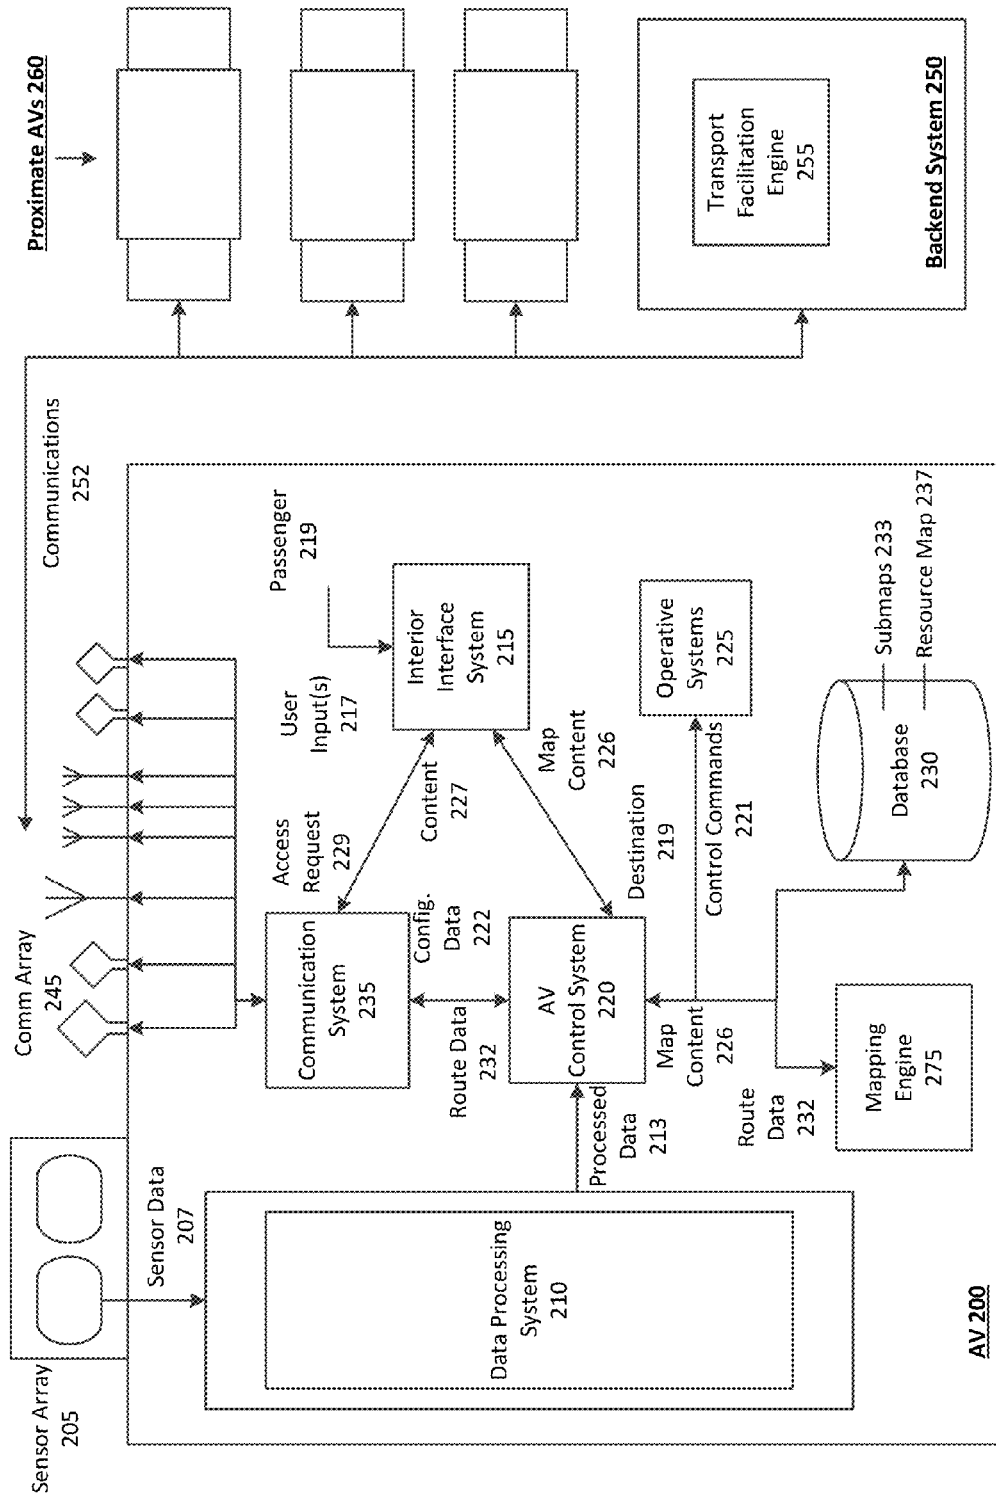 Sensor Array
205
Comm Array
245
Communications
252
Proximate AVs 260
Sensor Data
207
Communication
System
235
Access
Request
229
User
Input(s)
217
Passenger
219
Content
227
Interior
Interface
System
215
Config.
Data
222
Route Data
232
Map
Content
226
Data Processing
System
210
Processed
Data
213
AV
Control System
220
Destination
219
Control Commands
221
Operative
Systems
225
Map
Content
226
Route
Data
232
Mapping
Engine
275
Database
230
Submaps 233
Resource Map 237
Transport
Facilitation
Engine
255
Backend System 250
AV 200